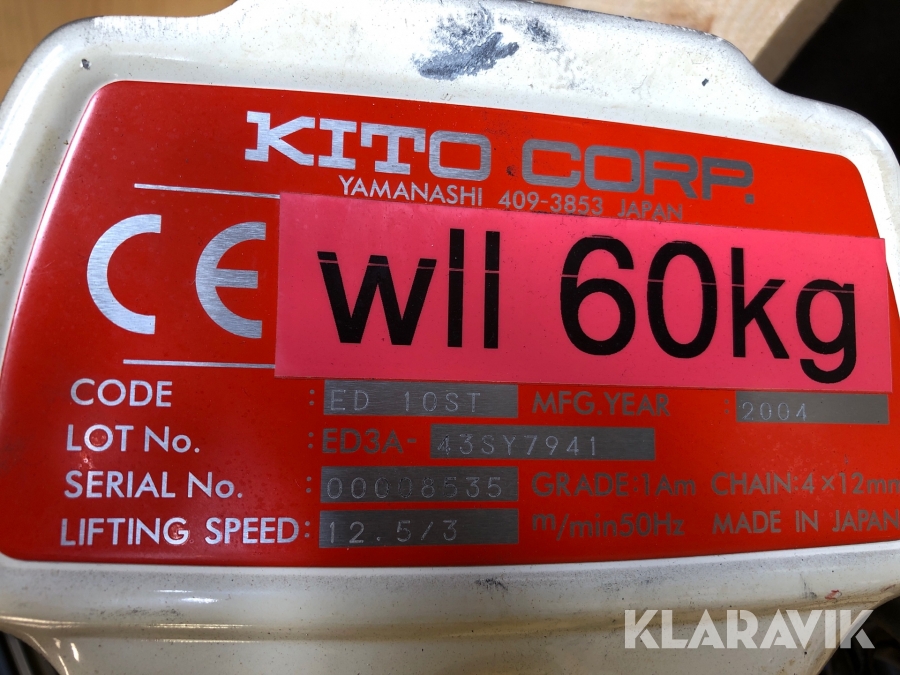 KITO CORP.
YAMANASHI 409-3853 JAPAN
CE
wll 60kg
CODE : ED 10ST MFG.YEAR : 2004
LOT No. : ED3A- 43SY7941
SERIAL No. : 00008535 GRADE:1Am CHAIN:4×12mm
LIFTING SPEED: 12.5/3 m/min50Hz MADE IN JAPAN
KLARAVIK